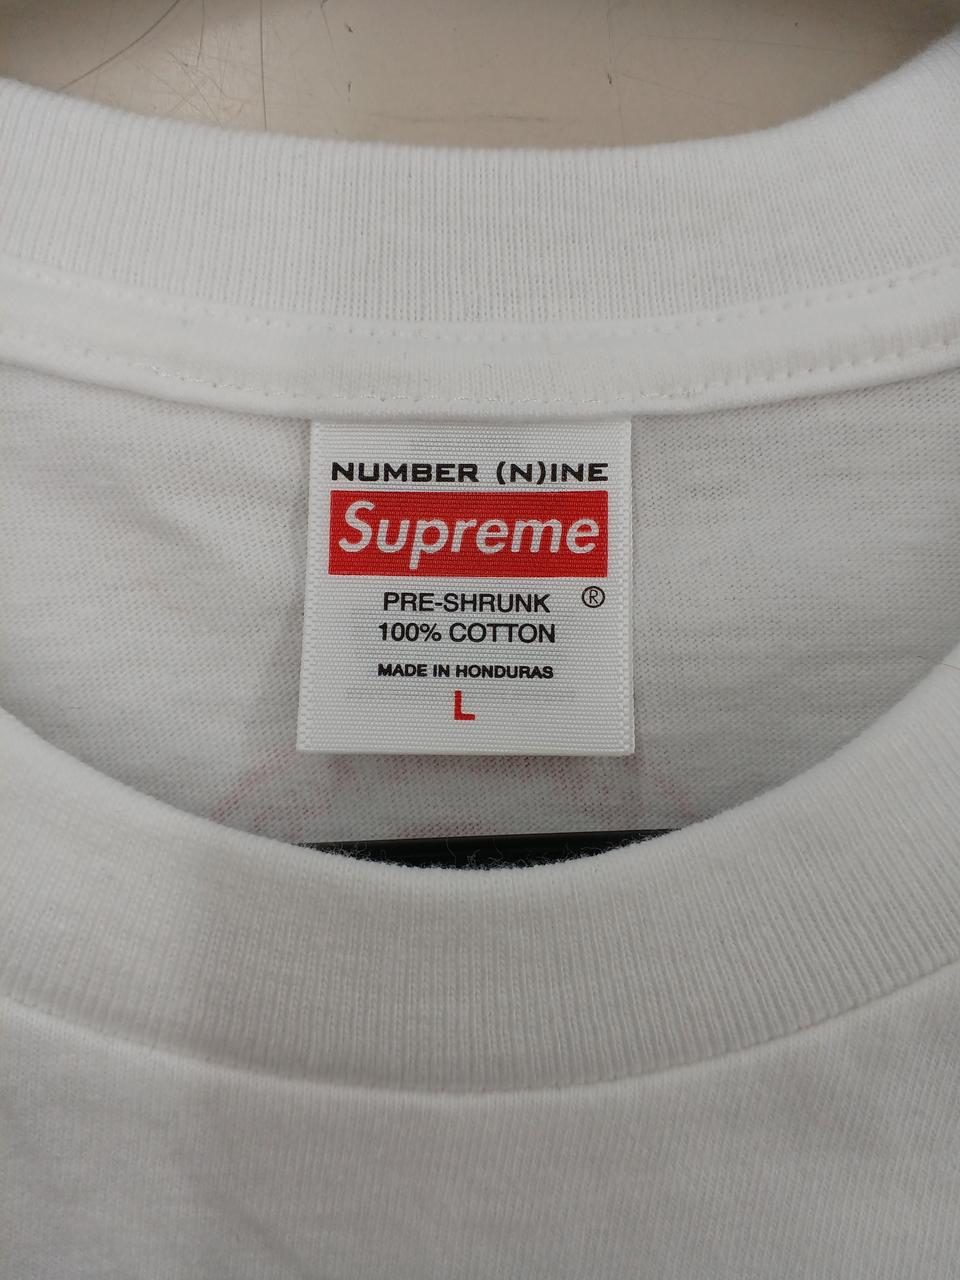 NUMBER (N)INE
Supreme
®
PRE-SHRUNK
100% COTTON
MADE IN HONDURAS
L